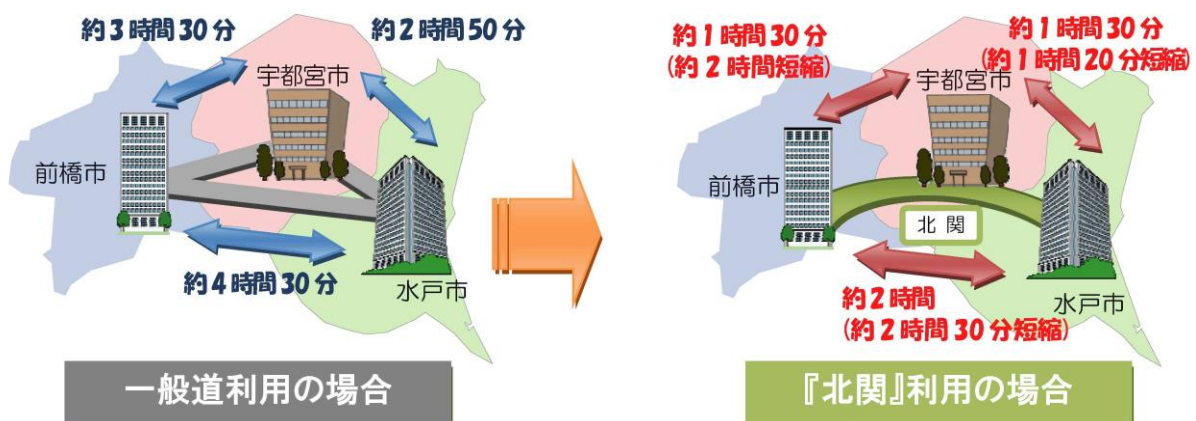 約3時間30分
約2時間50分
宇都宮市
前橋市
約4時間30分
水戸市
一般道利用の場合
約1時間30分
(約2時間短縮)
約1時間30分
(約1時間20分短縮)
宇都宮市
前橋市
北関
約2時間
(約2時間30分短縮)
水戸市
『北関』利用の場合